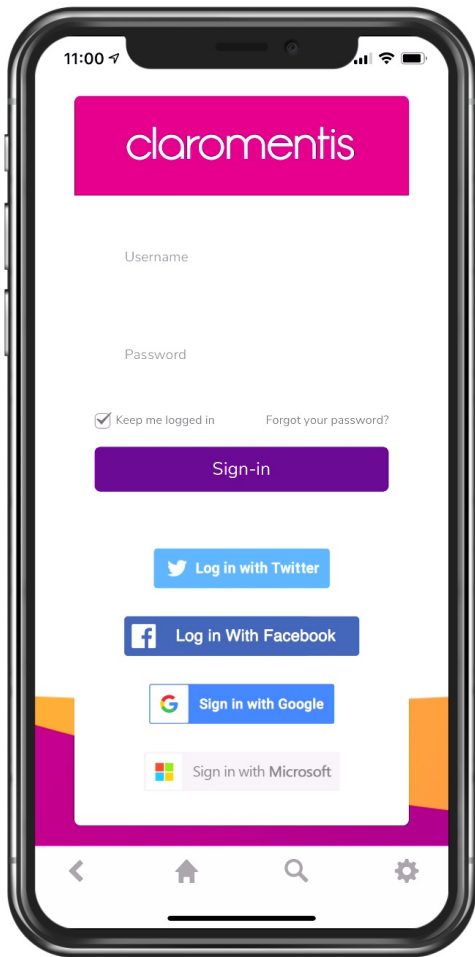 11:00
claromentis
Username
Password
Keep me logged in Forgot your password?
Sign-in
Log in with Twitter
Log in With Facebook
Sign in with Google
Sign in with Microsoft